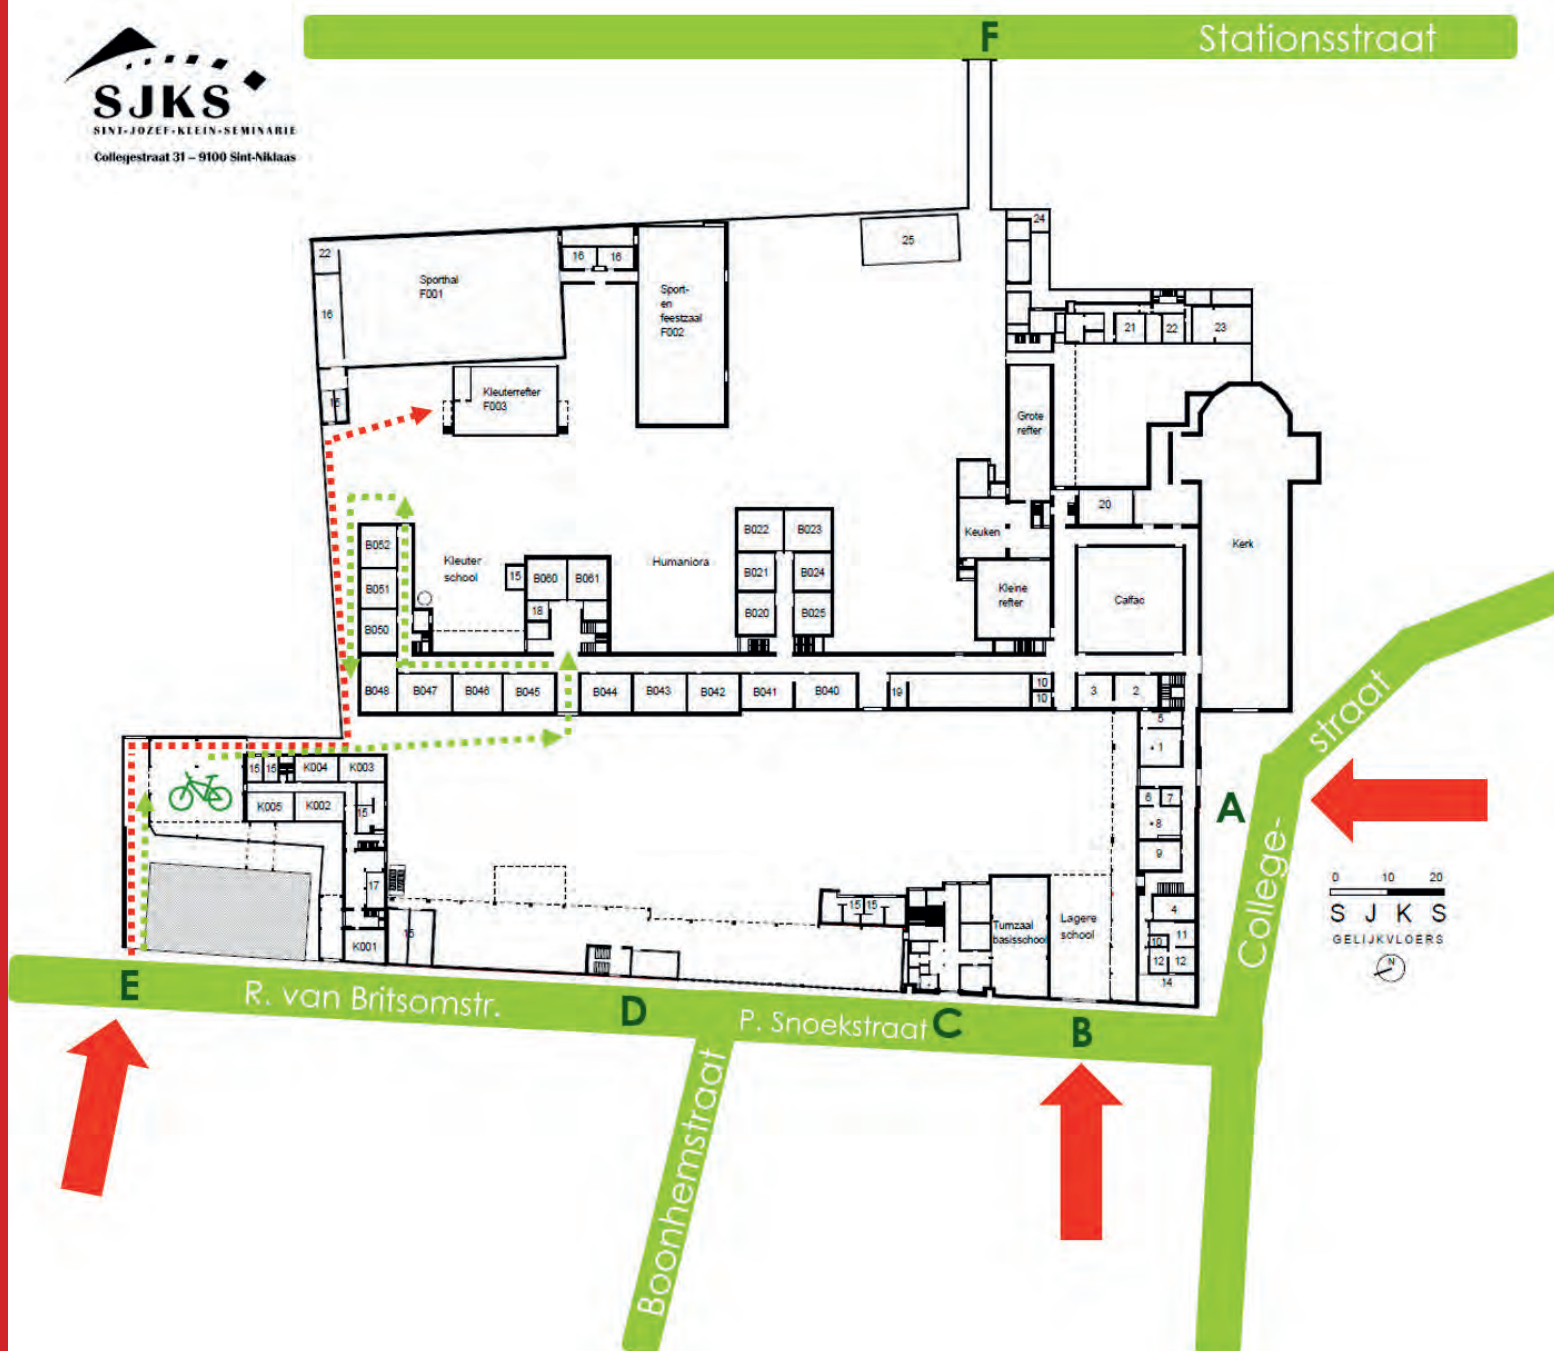 F
Stationsstraat
SJKS
SINT-JOZEF-KLEIN-SEMINARIE
Collegestraat 31 – 9100 Sint-Niklaas
24
25
22
16
16
Sporthal
F001
Sport-
en
feestzaal
F002
16
21
22
23
15
Kleuterrefter
F003
Grote
refter
20
B022
B023
Keuken
Kerk
B052
Kleuter
school
15
B060
B061
Humaniora
B021
B024
B051
Kleine
refter
Calfac
18
B020
B025
B050
B048
B047
B046
B045
B044
B043
B042
B041
B040
19
10
10
3
2
5
1
15
15
K004
K003
K005
K002
15
6
7
8
A
9
17
4
15
K001
15
15
Turnzaal
basisschool
Lagere
school
11
10
12
12
14
College-
straat
0 10 20
S J K S
GELIJKVLOERS
N
E
R. van Britsomstr.
D
P. Snoekstraat
C
B
Boonhemstraat